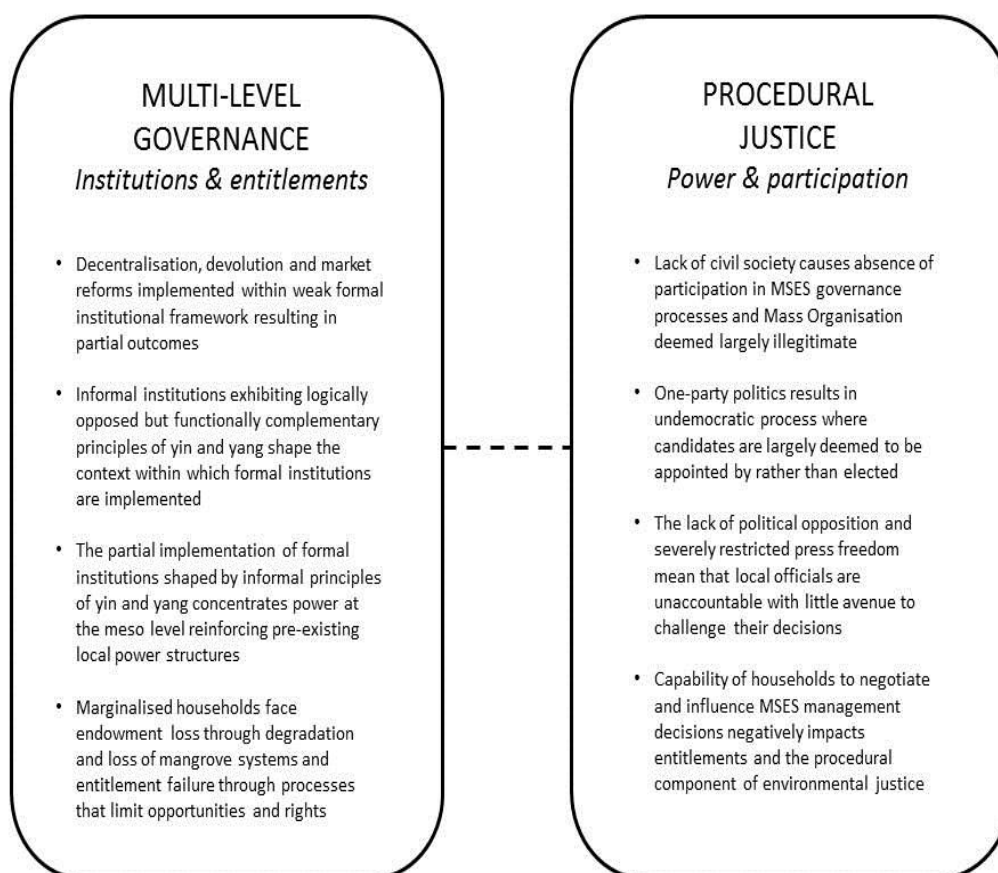 MULTI-LEVEL
GOVERNANCE
Institutions & entitlements
• Decentralisation, devolution and market
reforms implemented within weak formal
institutional framework resulting in
partial outcomes
• Informal institutions exhibiting logically
opposed but functionally complementary
principles of yin and yang shape the
context within which formal institutions
are implemented
• The partial implementation of formal
institutions shaped by informal principles
of yin and yang concentrates power at
the meso level reinforcing pre-existing
local power structures
• Marginalised households face
endowment loss through degradation
and loss of mangrove systems and
entitlement failure through processes
that limit opportunities and rights
PROCEDURAL
JUSTICE
Power & participation
• Lack of civil society causes absence of
participation in MSES governance
processes and Mass Organisation
deemed largely illegitimate
• One-party politics results in
undemocratic process where
candidates are largely deemed to be
appointed by rather than elected
• The lack of political opposition and
severely restricted press freedom
mean that local officials are
unaccountable with little avenue to
challenge their decisions
• Capability of households to negotiate
and influence MSES management
decisions negatively impacts
entitlements and the procedural
component of environmental justice